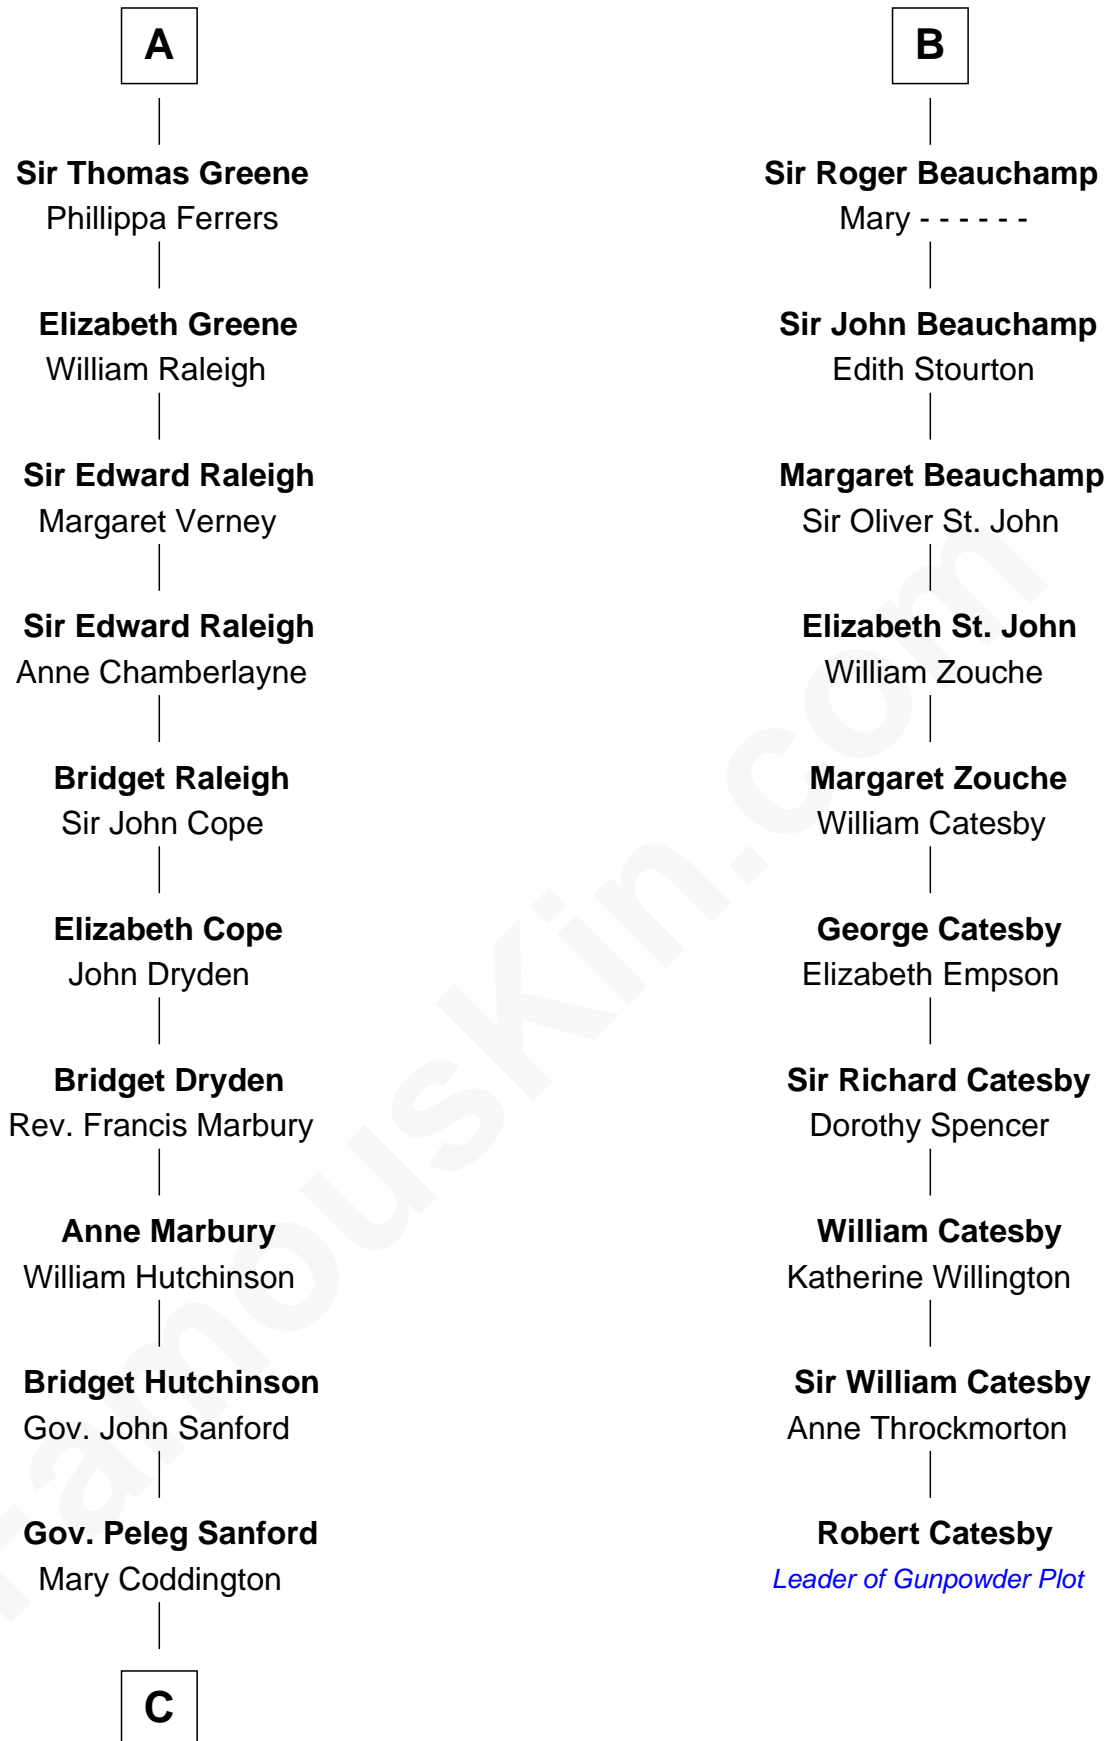 A
Sir Thomas Greene
Phillippa Ferrers
Elizabeth Greene
William Raleigh
Sir Edward Raleigh
Margaret Verney
Sir Edward Raleigh
Anne Chamberlayne
Bridget Raleigh
Sir John Cope
Elizabeth Cope
John Dryden
Bridget Dryden
Rev. Francis Marbury
Anne Marbury
William Hutchinson
Bridget Hutchinson
Gov. John Sanford
Gov. Peleg Sanford
Mary Coddington
C
B
Sir Roger Beauchamp
Mary - - - - - -
Sir John Beauchamp
Edith Stourton
Margaret Beauchamp
Sir Oliver St. John
Elizabeth St. John
William Zouche
Margaret Zouche
William Catesby
George Catesby
Elizabeth Empson
Sir Richard Catesby
Dorothy Spencer
William Catesby
Katherine Willington
Sir William Catesby
Anne Throckmorton
Robert Catesby
Leader of Gunpowder Plot
FamousKin.com